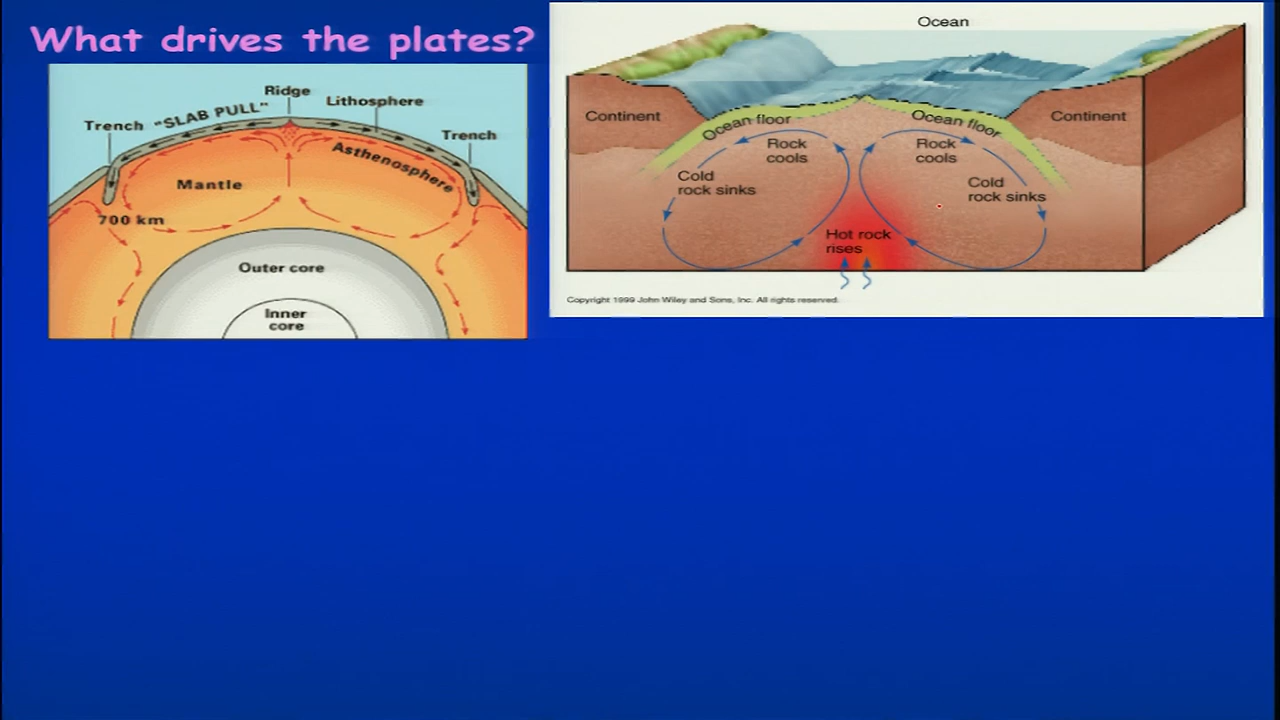 What drives the plates?
Ridge
Trench "SLAB PULL" Lithosphere
Trench
Asthenosphere
Mantle
700 km
Outer core
Inner
core
Ocean
Continent
Ocean floor
Ocean floor
Continent
Rock
cools
Rock
cools
Cold
rock sinks
Cold
rock sinks
Hot rock
rises
Copyright 1999 John Wiley and Sons, Inc. All rights reserved.